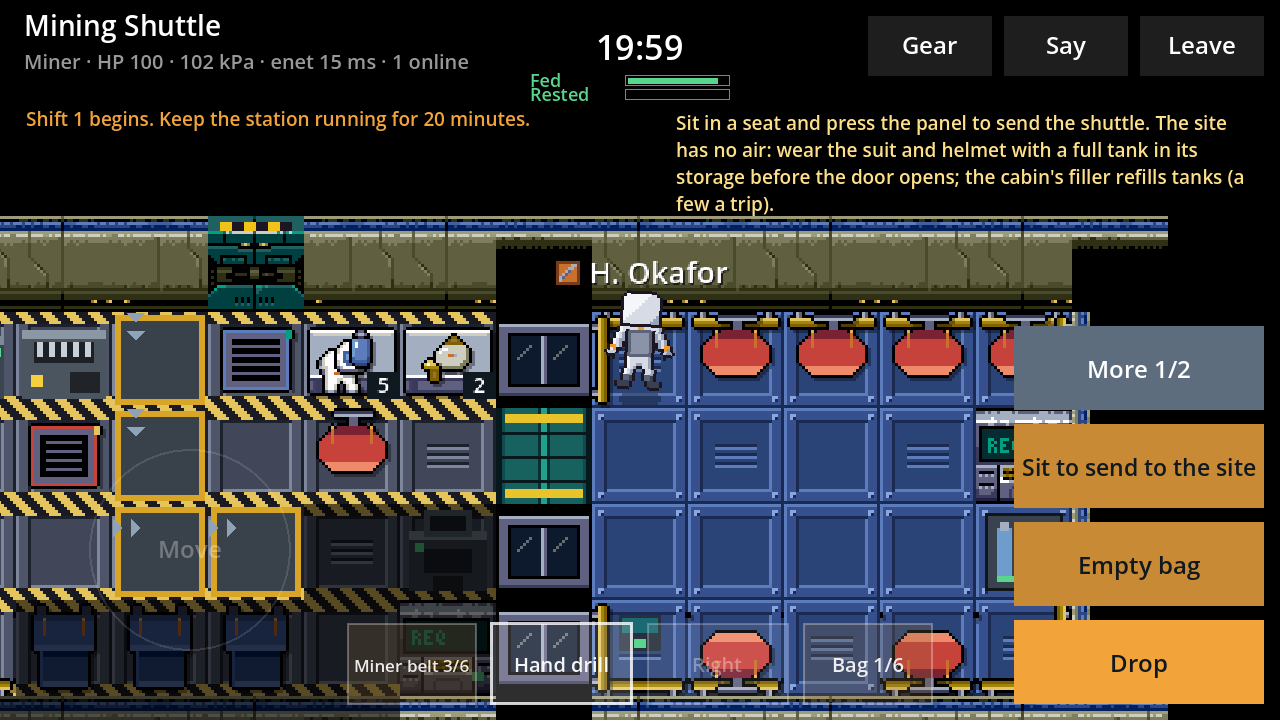 Mining Shuttle
Miner · HP 100 · 102 kPa · enet 15 ms · 1 online
19:59
Fed
Rested
Gear
Say
Leave
Shift 1 begins. Keep the station running for 20 minutes.
Sit in a seat and press the panel to send the shuttle. The site
has no air: wear the suit and helmet with a full tank in its
storage before the door opens; the cabin's filler refills tanks (a
few a trip).
H. Okafor
5
2
More 1/2
Sit to send to the site
Move
Empty bag
REQ
Miner belt 3/6
Hand drill
Right
Bag 1/6
Drop